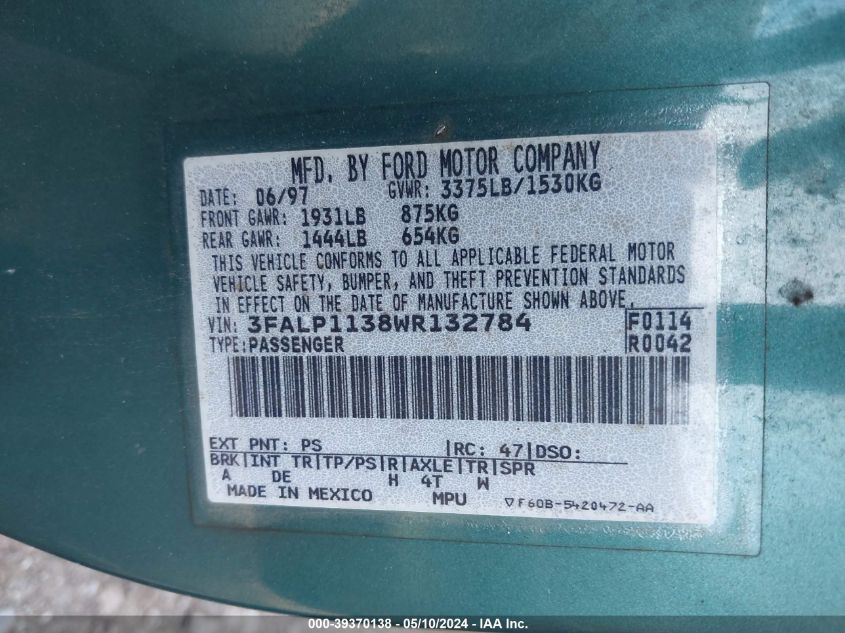 MFD. BY FORD MOTOR COMPANY
DATE: 06/97 GVWR: 3375LB/1530KG
FRONT GAWR: 1931LB 875KG
REAR GAWR: 1444LB 654KG
THIS VEHICLE CONFORMS TO ALL APPLICABLE FEDERAL MOTOR
VEHICLE SAFETY, BUMPER, AND THEFT PREVENTION STANDARDS
IN EFFECT ON THE DATE OF MANUFACTURE SHOWN ABOVE.
VIN: 3FALP1138WR132784 F0114
TYPE: PASSENGER R0042
EXT PNT: PS |RC: 47|DSO:
BRK|INT TR|TP/PS|R|AXLE|TR|SPR
A DE H 4T W
MADE IN MEXICO MPU ▽F60B-5420472-AA
000-39370138 - 05/10/2024 - IAA Inc.